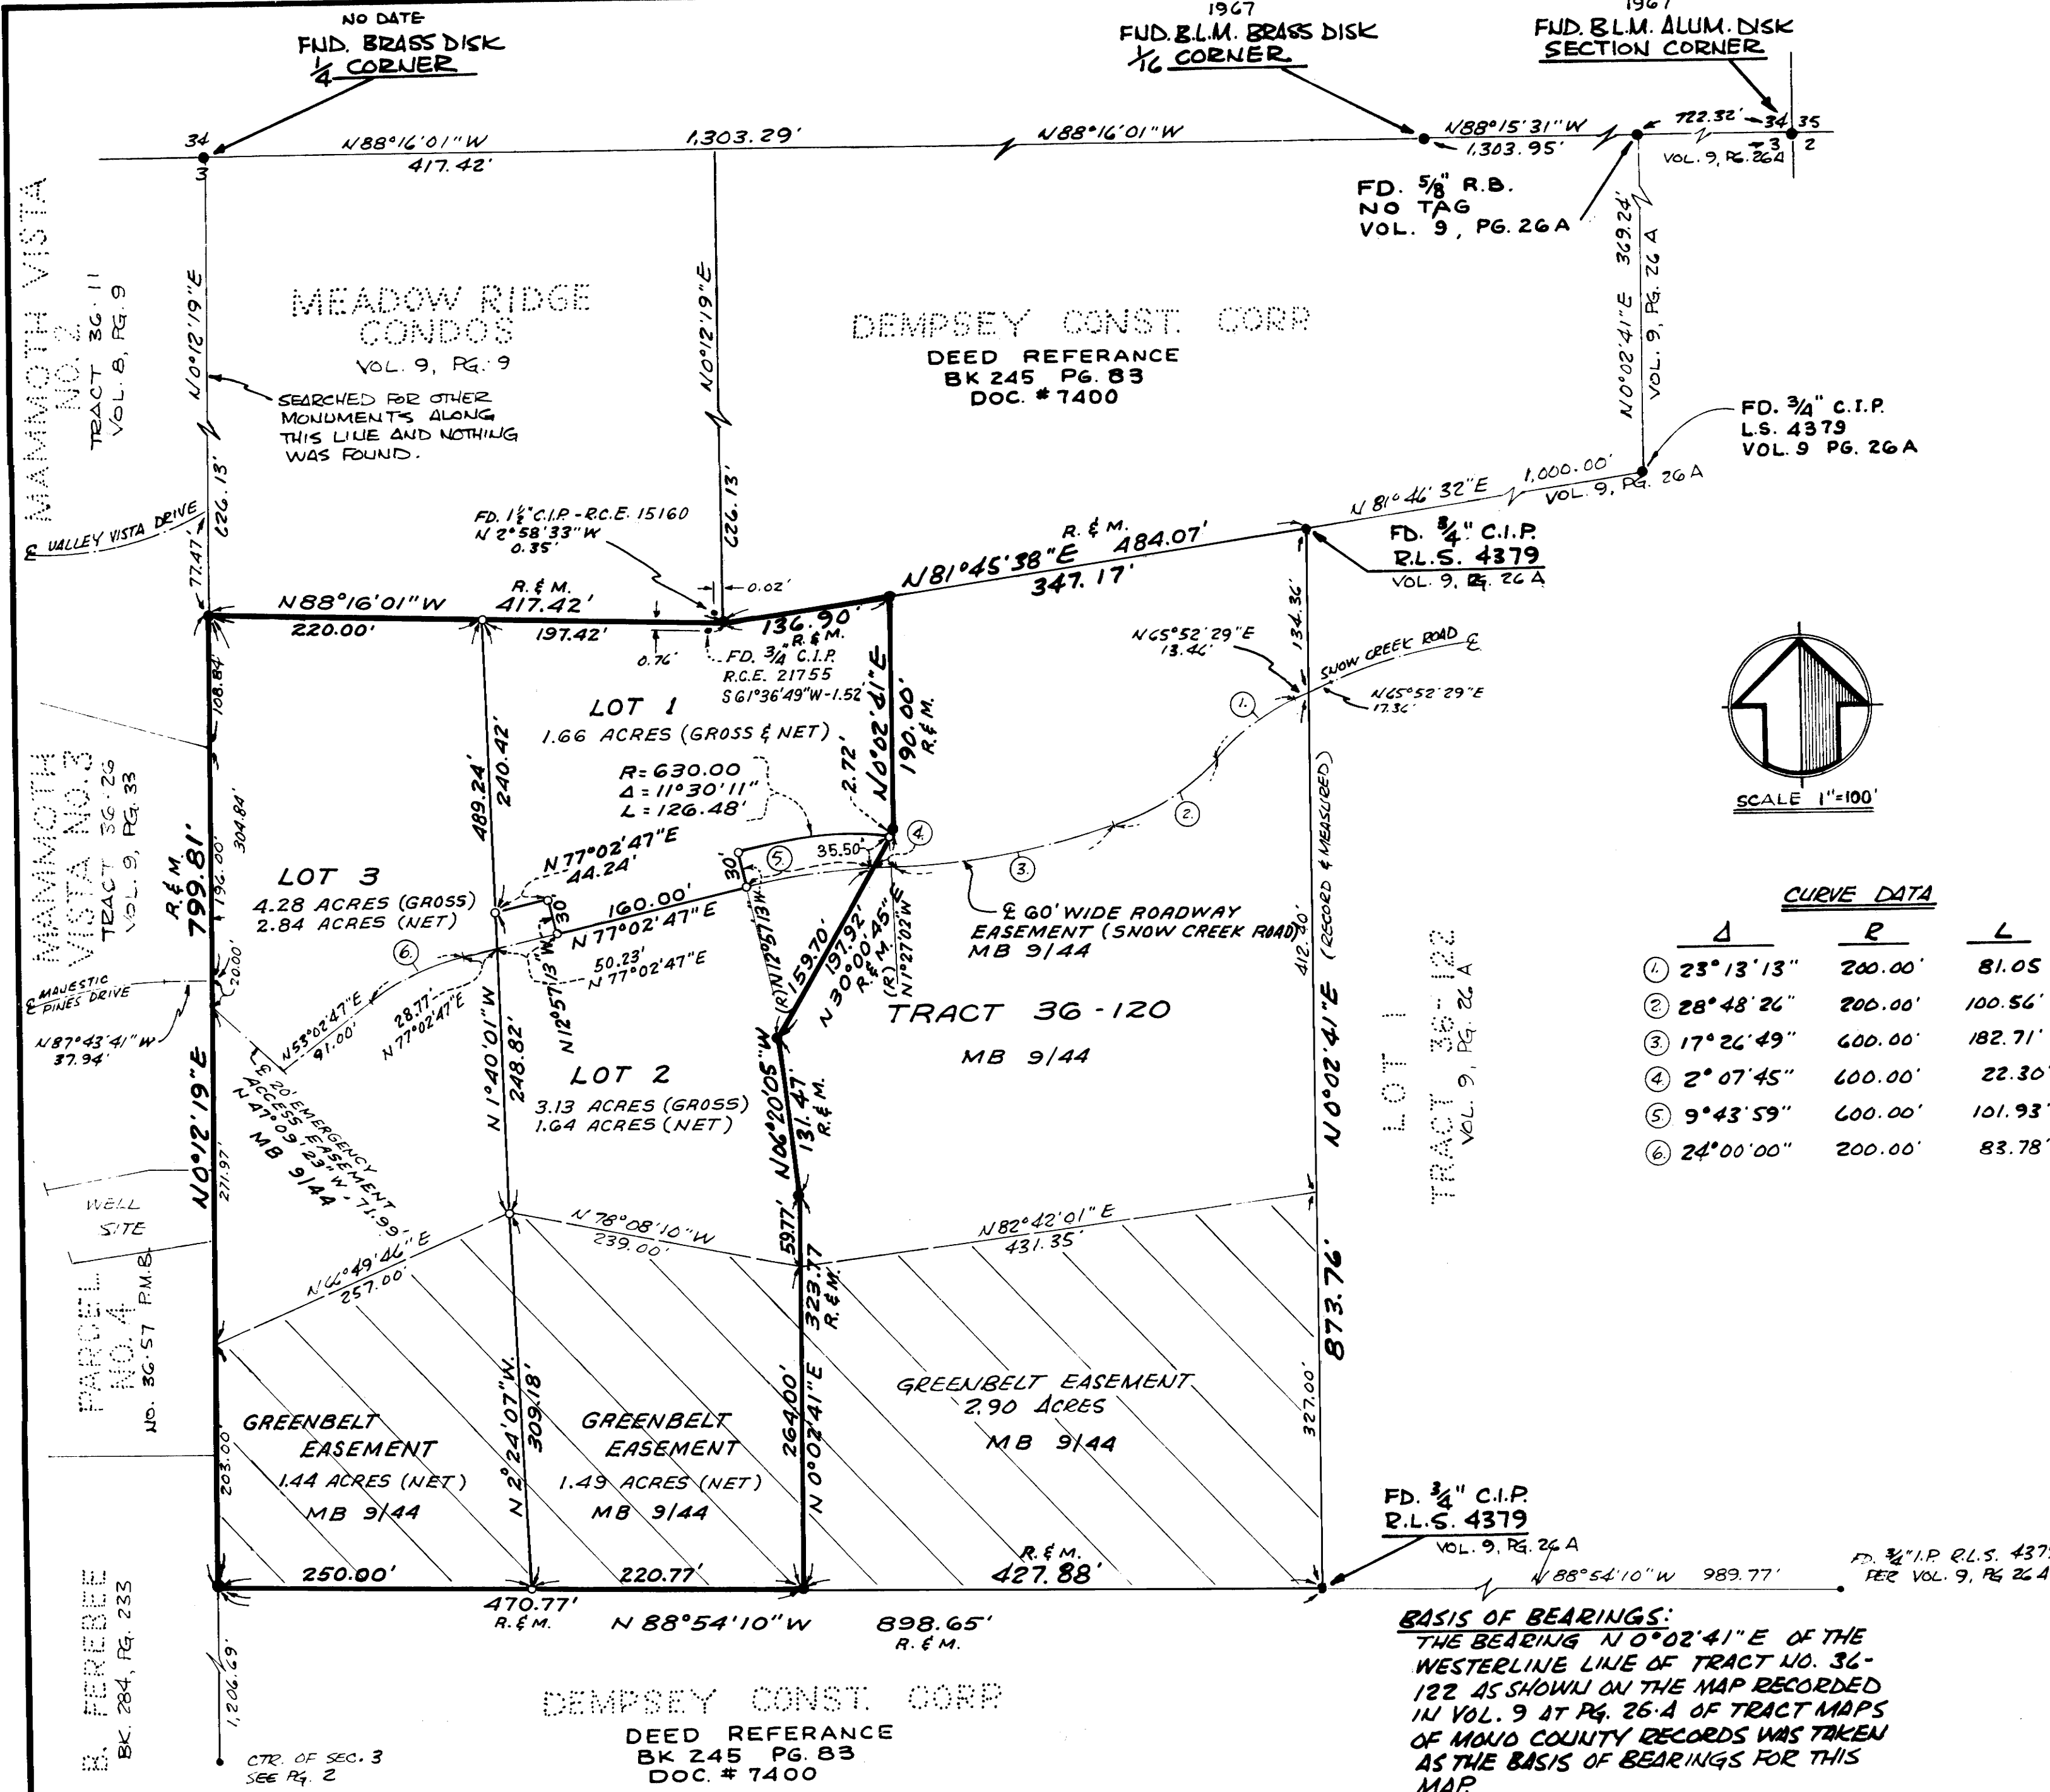 NO DATE
FND. BRASS DISK
1/4 CORNER
1967
FND. B.L.M. BRASS DISK
1/16 CORNER
1967
FND. B.L.M. ALUM. DISK
SECTION CORNER
34
3
N88°16'01"W
417.42'
1,303.29'
N88°16'01"W
N88°15'31"W
1,303.95'
722.32'
34 35
3 2
VOL. 9, PG. 26A
FD. 5/8" R.B.
NO TAG
VOL. 9, PG. 26A
N0°02'41"E 369.24'
VOL. 9, PG. 26 A
MAMMOTH VISTA
NO. 2
TRACT 36-11
VOL. 8, PG. 9
N0°12'19"E
626.13'
MEADOW RIDGE
CONDOS
VOL. 9, PG. 9
SEARCHED FOR OTHER
MONUMENTS ALONG
THIS LINE AND NOTHING
WAS FOUND.
N0°12'19"E
626.13'
DEMPSEY CONST. CORP.
DEED REFERANCE
BK 245 PG. 83
DOC. # 7400
FD. 3/4" C.I.P.
L.S. 4379
VOL. 9 PG. 26A
N 81°46'32"E 1,000.00'
VOL. 9, PG. 26A
℄ VALLEY VISTA DRIVE
77.47'
FD. 1½" C.I.P. - R.C.E. 15160
N 2°58'33"W
0.35'
0.02'
R. & M.
N81°45'38"E 484.07'
347.17'
FD. 3/4" C.I.P.
R.L.S. 4379
VOL. 9, PG. 26A
N88°16'01"W
220.00'
R. & M.
417.42'
197.42'
0.76'
136.90'
R. & M.
FD. 3/4" C.I.P.
R.C.E. 21755
S61°36'49"W-1.52'
134.36'
N65°52'29"E
13.46'
SNOW CREEK ROAD ℄
N65°52'29"E
17.36'
108.84'
LOT 1
1.66 ACRES (GROSS & NET)
R=630.00
Δ=11°30'11"
L=126.48'
2.72'
N0°02'41"E
190.00'
R. & M.
1.
2.
3.
4.
5.
6.
SCALE 1"=100'
MAMMOTH
VISTA NO. 3
TRACT 36-26
VOL. 9, PG. 33
R. & M.
799.81'
196.00'
304.84'
20.00'
N0°12'19"E
271.97'
LOT 3
4.28 ACRES (GROSS)
2.84 ACRES (NET)
489.24'
240.42'
N77°02'47"E
44.24'
30'
30'
35.50'
160.00'
N77°02'47"E
50.23'
N77°02'47"E
28.77'
N77°02'47"E
N12°57'13"W
(R) N12°57'13"W
159.70'
197.92'
N30°00'45"E
R. & M.
(R)
N1°27'02"W
℄ 60' WIDE ROADWAY
EASEMENT (SNOW CREEK ROAD)
MB 9/44
℄ MAJESTIC
PINES DRIVE
N87°43'41"W
37.94'
N53°02'47"E
91.00'
℄ 20' EMERGENCY
ACCESS EASEMENT
N47°09'23"W-71.99'
MB 9/44
N1°40'01"W
248.82'
LOT 2
3.13 ACRES (GROSS)
1.64 ACRES (NET)
N06°20'05"W
131.47'
R. & M.
TRACT 36-120
MB 9/44
412.40'
(RECORD & MEASURED)
N0°02'41"E
873.76'
327.00'
LOT 1
TRACT 36-122
VOL. 9, PG. 26 A
CURVE DATA
Δ R L
1. 23°13'13" 200.00' 81.05
2. 28°48'26" 200.00' 100.56'
3. 17°26'49" 600.00' 182.71'
4. 2°07'45" 600.00' 22.30'
5. 9°43'59" 600.00' 101.93'
6. 24°00'00" 200.00' 83.78'
WELL
SITE
N66°49'46"E
257.00'
N78°08'10"W
239.00'
59.77'
323.77
R. & M.
N82°42'01"E
431.35'
PARCEL
NO. 4
NO. 36-57 P.M.B.
203.00'
GREENBELT
EASEMENT
1.44 ACRES (NET)
MB 9/44
N2°24'07"W
309.18'
GREENBELT
EASEMENT
1.49 ACRES (NET)
MB 9/44
264.00'
N0°02'41"E
GREENBELT EASEMENT
2.90 ACRES
MB 9/44
FD. 3/4" C.I.P.
R.L.S. 4379
VOL. 9, PG. 26 A
250.00'
220.77'
R. & M.
427.88'
470.77'
R. & M.
N88°54'10"W
898.65'
R. & M.
N88°54'10"W 989.77'
FD. 3/4" I.P. R.L.S. 437
PER VOL. 9, PG 26A
B. FEREBEE
BK. 284, PG. 233
1,206.69'
CTR. OF SEC. 3
SEE PG. 2
DEMPSEY CONST. CORP.
DEED REFERANCE
BK 245 PG. 83
DOC. # 7400
BASIS OF BEARINGS:
THE BEARING N0°02'41"E OF THE
WESTERLINE LINE OF TRACT NO. 36-
122 AS SHOWN ON THE MAP RECORDED
IN VOL. 9 AT PG. 26-A OF TRACT MAPS
OF MONO COUNTY RECORDS WAS TAKEN
AS THE BASIS OF BEARINGS FOR THIS
MAP.